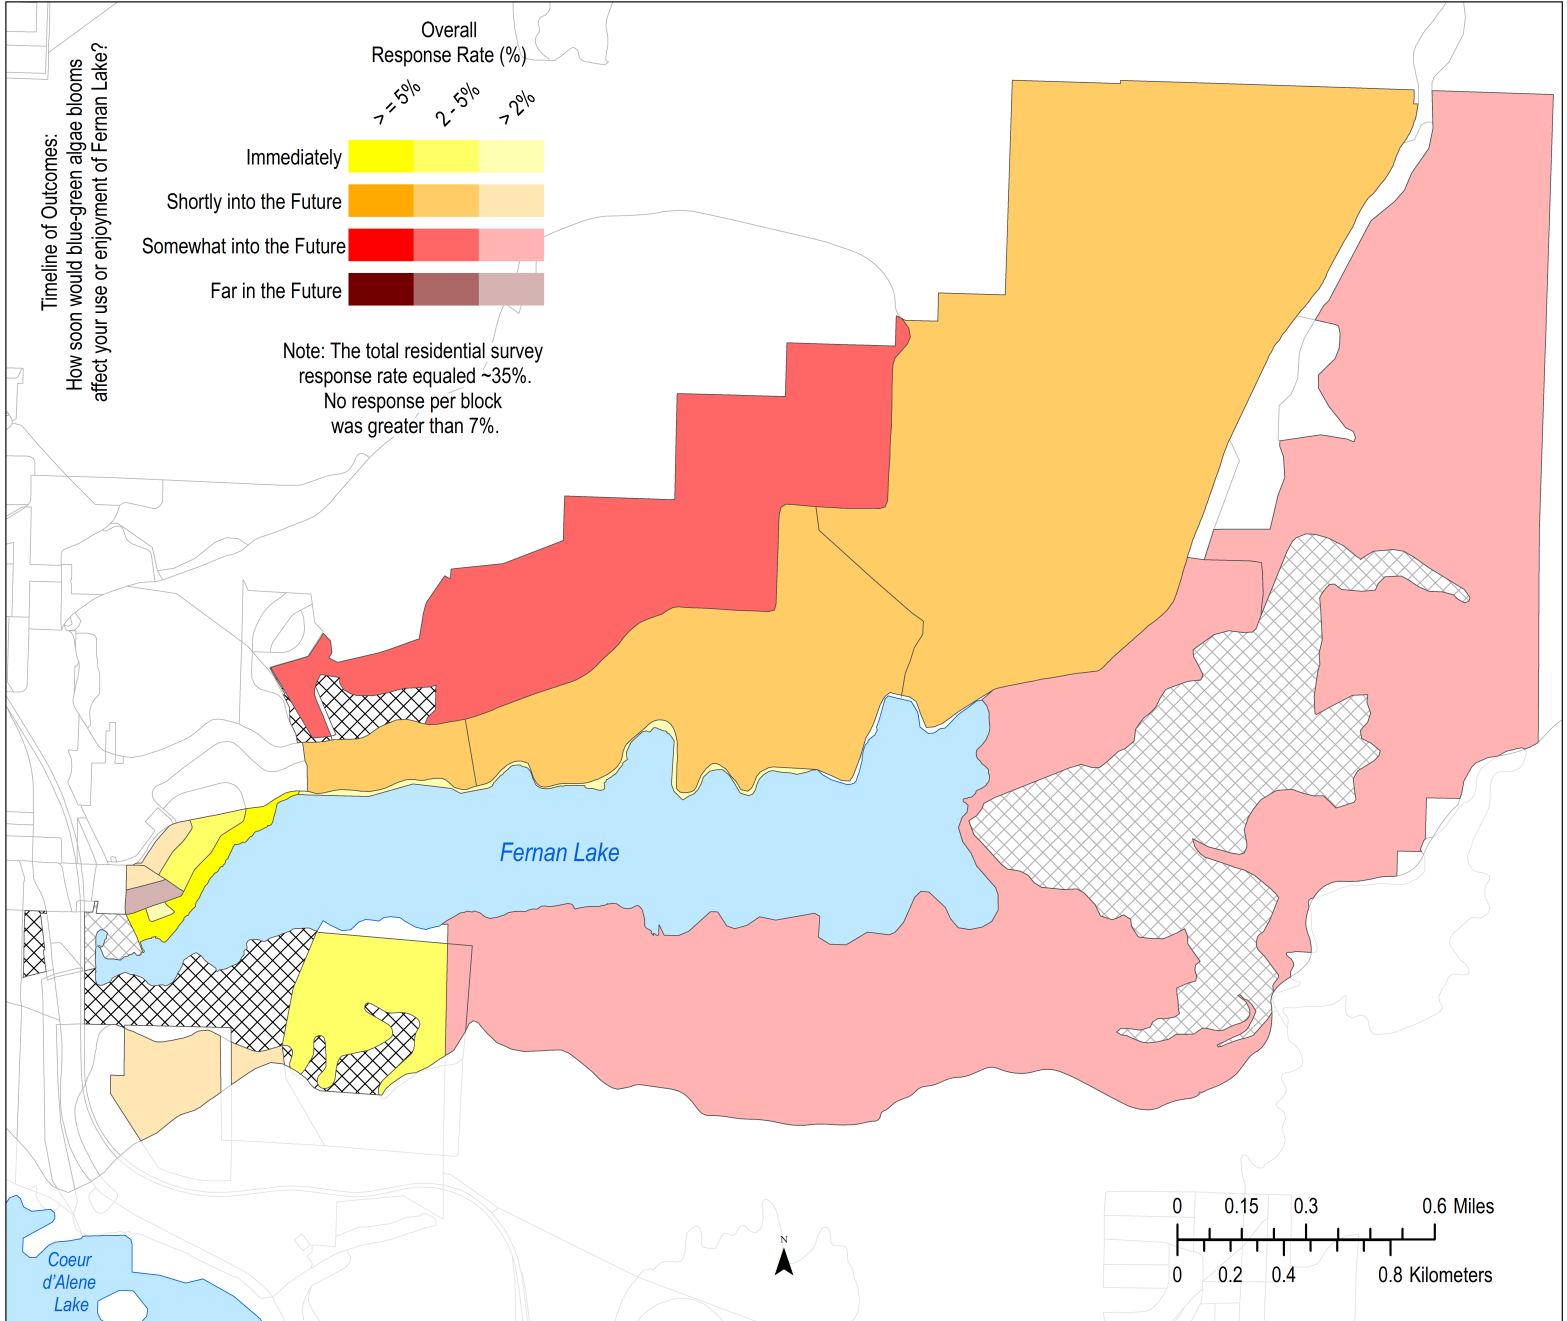 Timeline of Outcomes:
How soon would blue-green algae blooms
affect your use or enjoyment of Fernan Lake?
Overall
Response Rate (%)
> = 5%
2 - 5%
> 2%
Immediately
Shortly into the Future
Somewhat into the Future
Far in the Future
Note: The total residential survey
response rate equaled ~35%.
No response per block
was greater than 7%.
Fernan Lake
Coeur
d'Alene
Lake
N
0 0.15 0.3 0.6 Miles
0 0.2 0.4 0.8 Kilometers